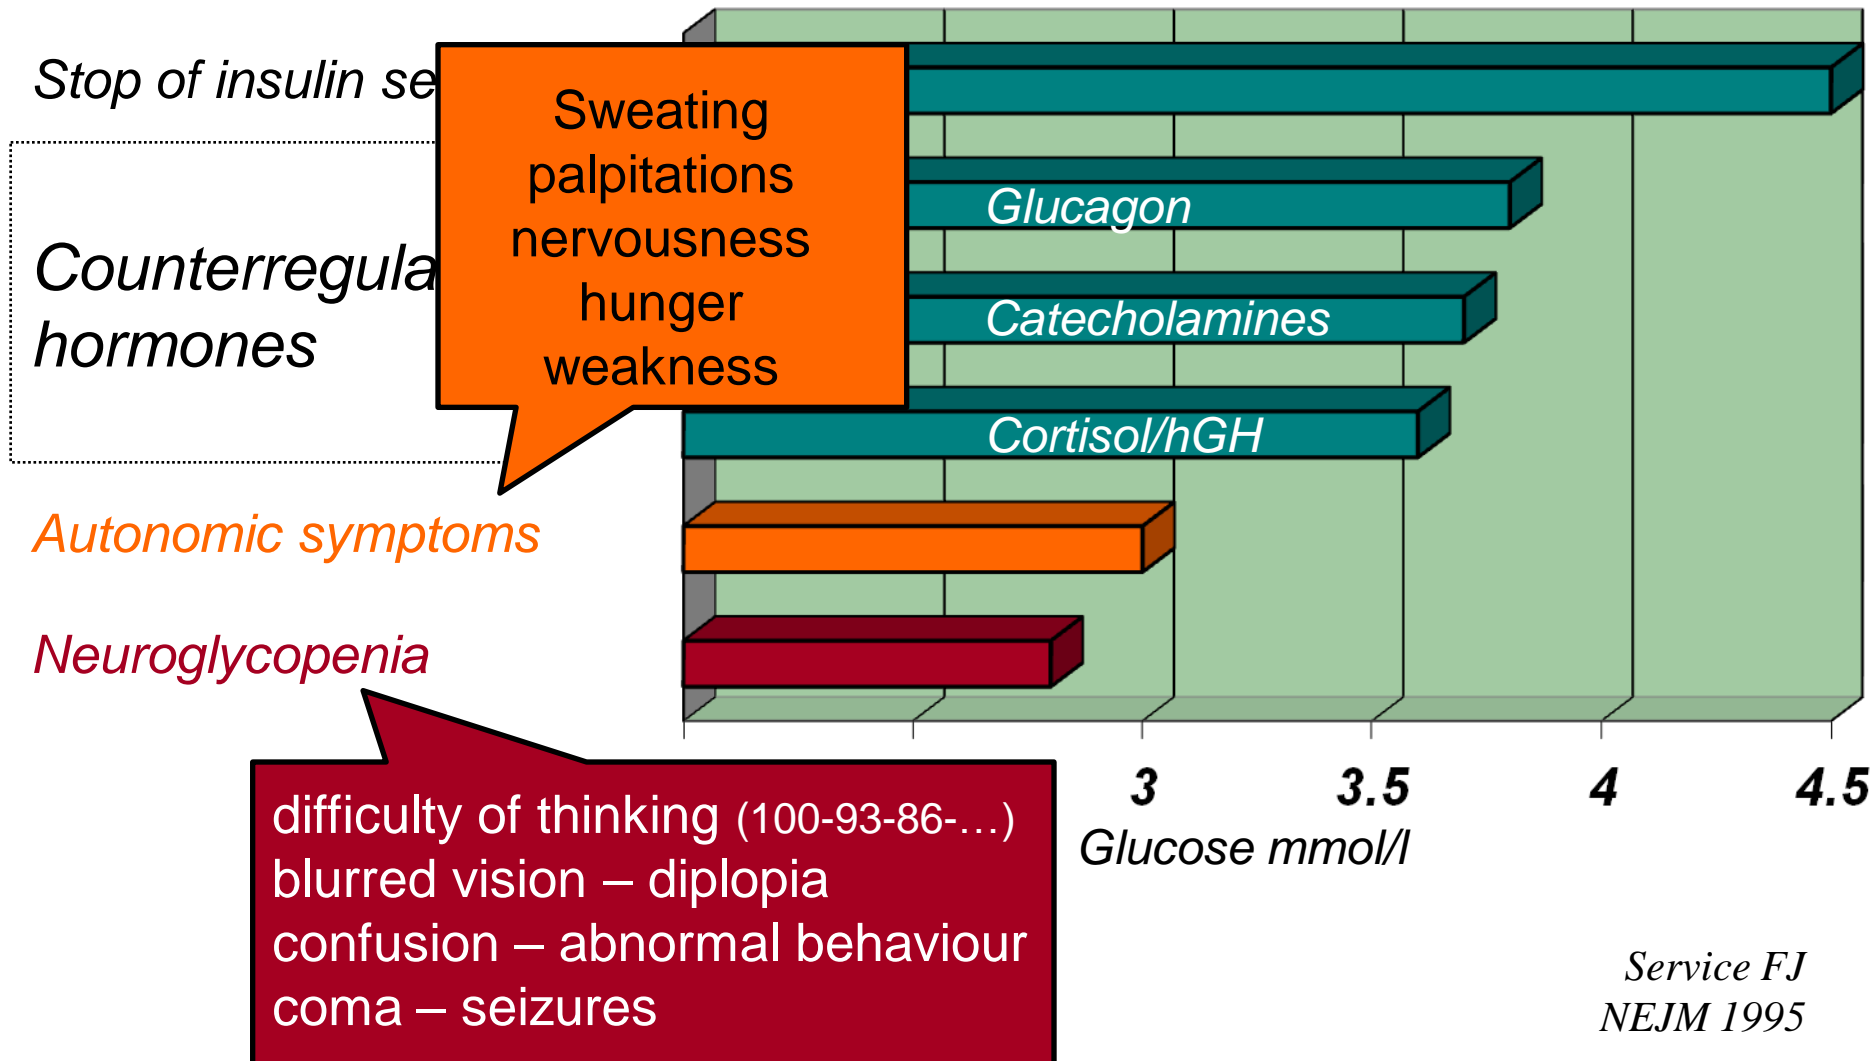 Stop of insulin se
Sweating
palpitations
nervousness
hunger
weakness
Glucagon
Counterregula
hormones
Catecholamines
Cortisol/hGH
Autonomic symptoms
Neuroglycopenia
3 3.5 4 4.5
Glucose mmol/l
difficulty of thinking (100-93-86-…)
blurred vision – diplopia
confusion – abnormal behaviour
coma – seizures
Service FJ
NEJM 1995